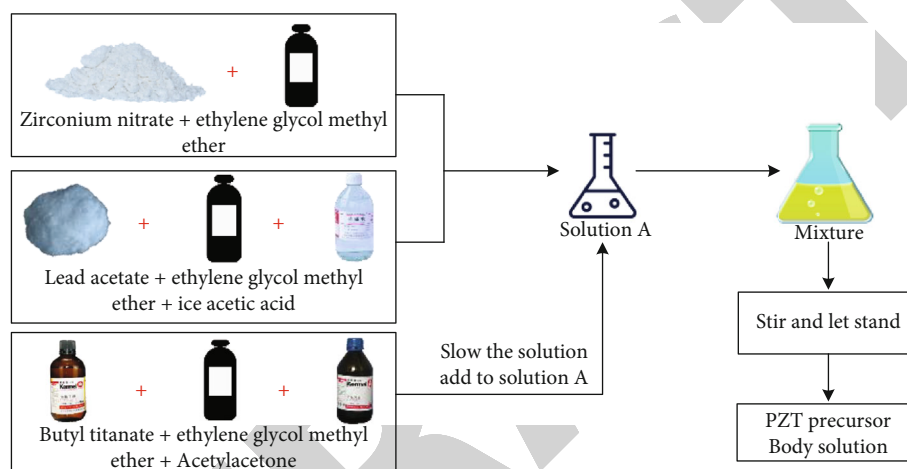 +
Zirconium nitrate + ethylene glycol methyl
ether
+
+
Lead acetate + ethylene glycol methyl
ether + ice acetic acid
+
+
Butyl titanate + ethylene glycol methyl
ether + Acetylacetone
Slow the solution
add to solution A
Solution A
Mixture
Stir and let stand
PZT precursor
Body solution